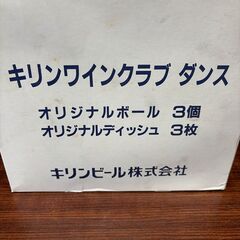 キリンワインクラブ ダンス
オリジナルボール 3個
オリジナルディッシュ 3枚
キリンビール株式会社